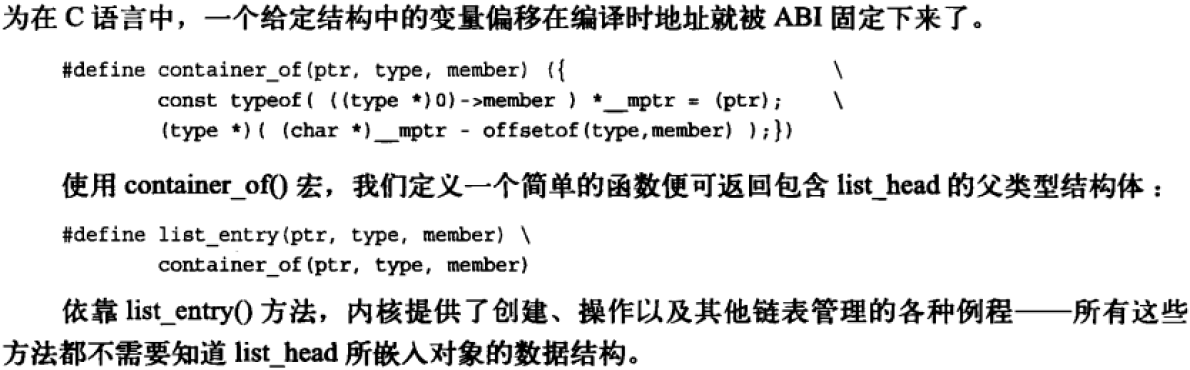 为在 C 语言中，一个给定结构中的变量偏移在编译时地址就被 ABI 固定下来了。
#define container_of(ptr, type, member) ({ \
const typeof( ((type *)0)->member ) *__mptr = (ptr); \
(type *)( (char *)__mptr - offsetof(type,member) );})
使用 container_of() 宏，我们定义一个简单的函数便可返回包含 list_head 的父类型结构体：
#define list_entry(ptr, type, member) \
container_of(ptr, type, member)
依靠 list_entry() 方法，内核提供了创建、操作以及其他链表管理的各种例程——所有这些
方法都不需要知道 list_head 所嵌入对象的数据结构。